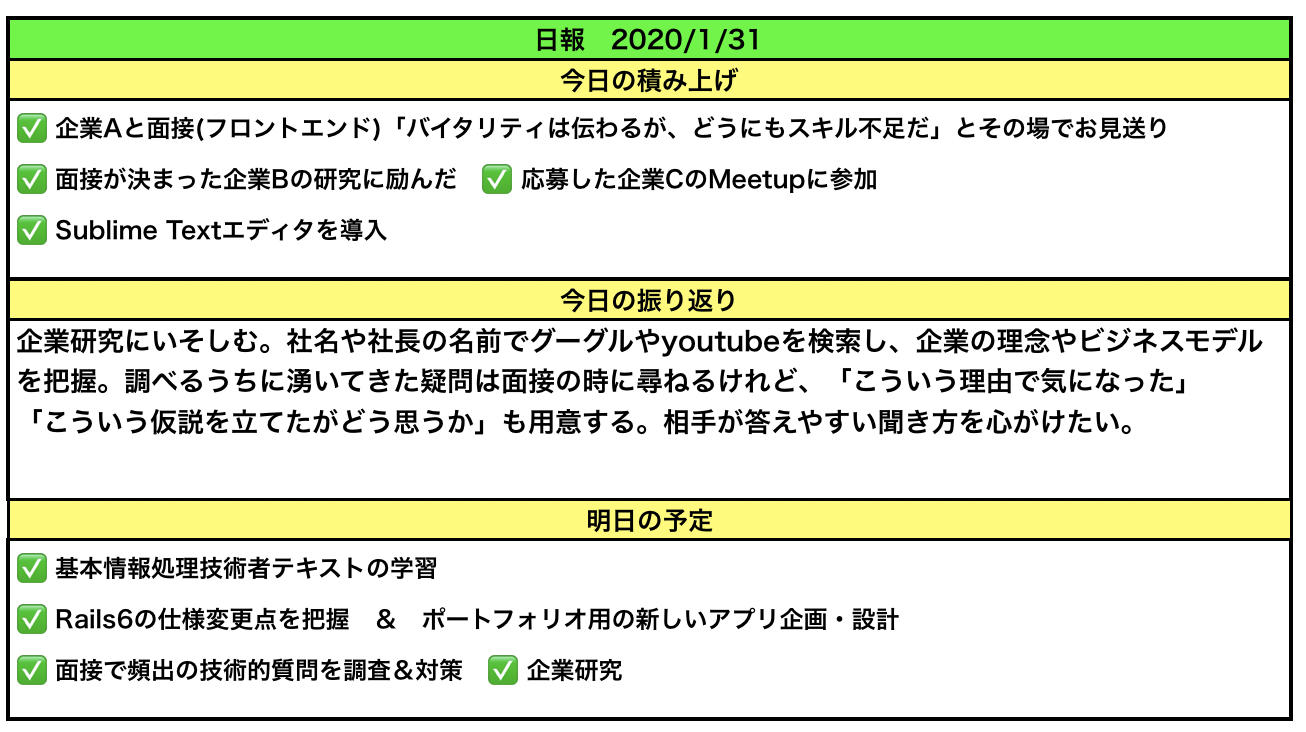 日報　2020/1/31
今日の積み上げ
✅ 企業Aと面接(フロントエンド)「バイタリティは伝わるが、どうにもスキル不足だ」とその場でお見送り
✅ 面接が決まった企業Bの研究に励んだ　✅ 応募した企業CのMeetupに参加
✅ Sublime Textエディタを導入
今日の振り返り
企業研究にいそしむ。社名や社長の名前でグーグルやyoutubeを検索し、企業の理念やビジネスモデル
を把握。調べるうちに湧いてきた疑問は面接の時に尋ねるけれど、「こういう理由で気になった」
「こういう仮説を立てたがどう思うか」も用意する。相手が答えやすい聞き方を心がけたい。
明日の予定
✅ 基本情報処理技術者テキストの学習
✅ Rails6の仕様変更点を把握　＆　ポートフォリオ用の新しいアプリ企画・設計
✅ 面接で頻出の技術的質問を調査＆対策　✅ 企業研究